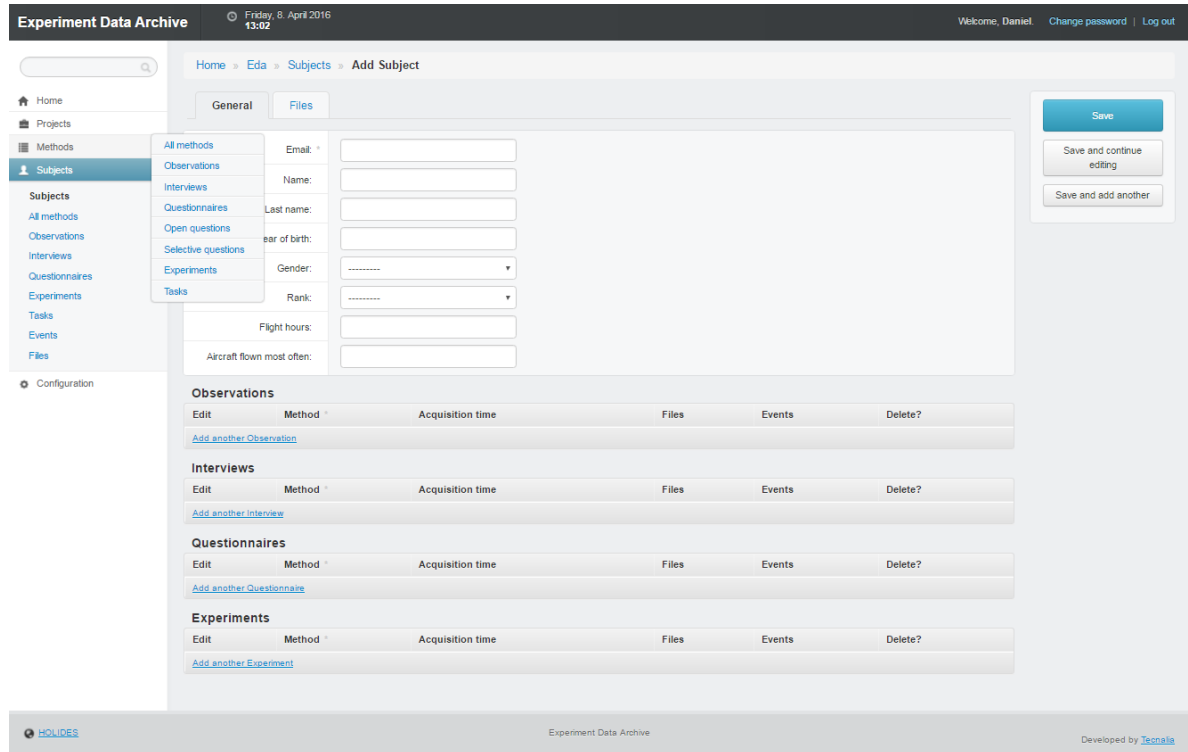 Experiment Data Archive
Friday, 8. April 2016
13:02
Welcome, Daniel. Change password | Log out
Home » Eda » Subjects » Add Subject
Home
Projects
Methods
Subjects
Subjects
All methods
Observations
Interviews
Questionnaires
Experiments
Tasks
Events
Files
Configuration
All methods
Observations
Interviews
Questionnaires
Open questions
Selective questions
Experiments
Tasks
General Files
Email: *
Name:
Last name:
ear of birth:
Gender: ---------
Rank: ---------
Flight hours:
Aircraft flown most often:
Save
Save and continue
editing
Save and add another
Observations
Edit Method * Acquisition time Files Events Delete?
Add another Observation
Interviews
Edit Method * Acquisition time Files Events Delete?
Add another Interview
Questionnaires
Edit Method * Acquisition time Files Events Delete?
Add another Questionnaire
Experiments
Edit Method * Acquisition time Files Events Delete?
Add another Experiment
HOLIDES
Experiment Data Archive
Developed by Tecnalia